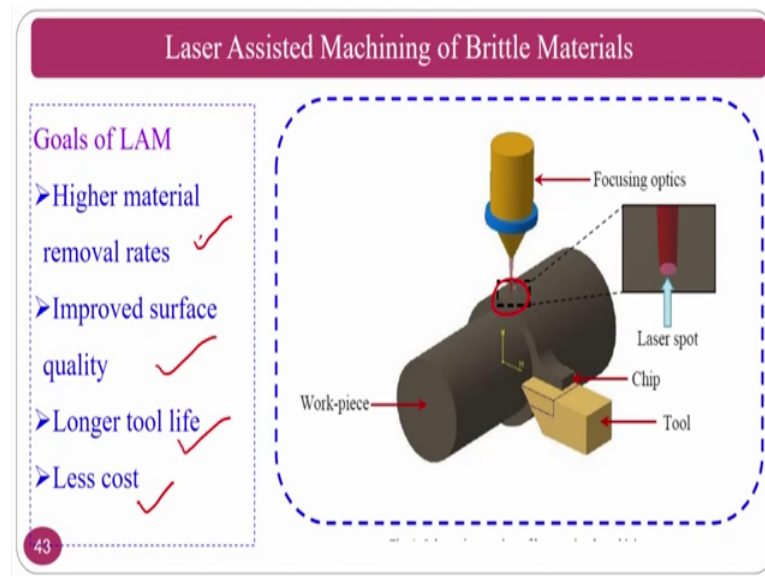 Laser Assisted Machining of Brittle Materials
Goals of LAM
➢Higher material
removal rates
➢Improved surface
quality
➢Longer tool life
➢Less cost
Focusing optics
Laser spot
Chip
Work-piece
Tool
43